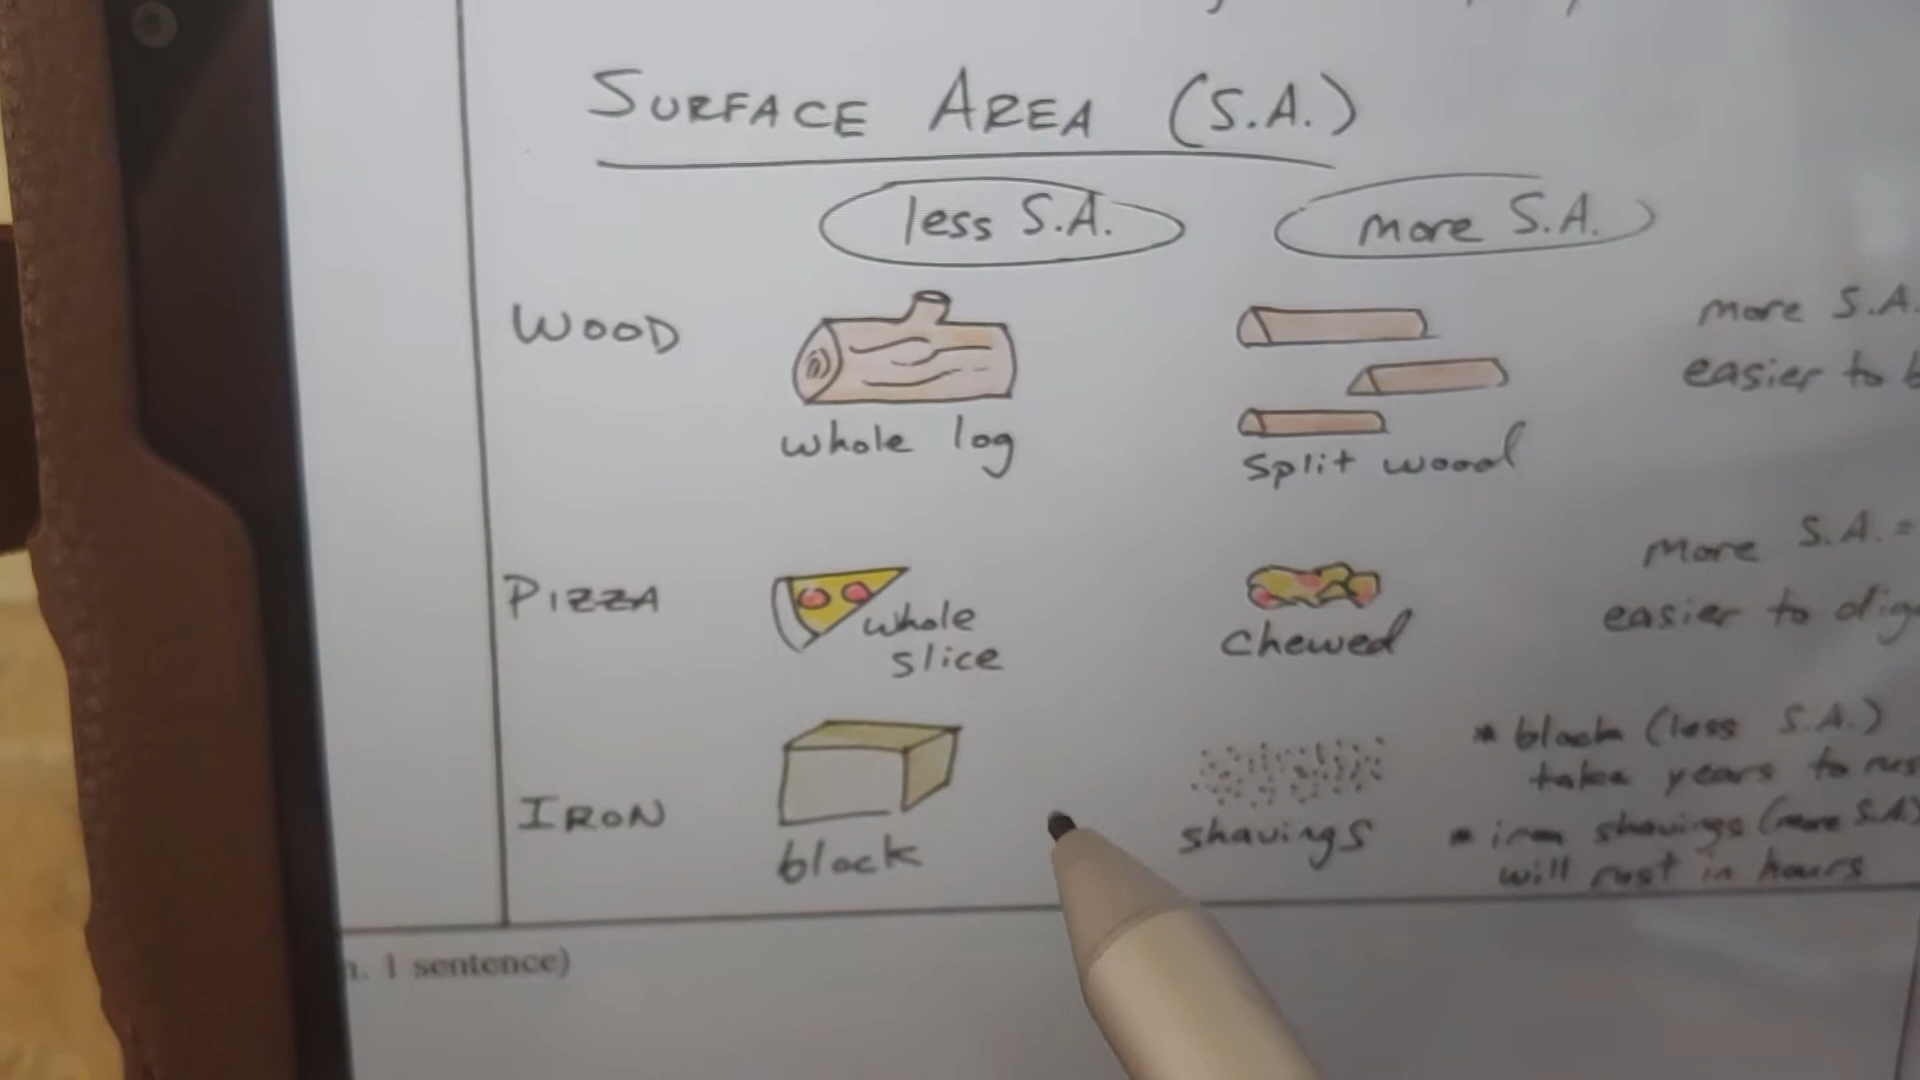 SURFACE AREA (S.A.)
less S.A. more S.A.
WOOD
whole log
split wood
more S.A.
easier to
PIZZA
whole
slice
chewed
more S.A. =
easier to
IRON
block
shavings
* block (less S.A.)
take years to
* iron shavings (more S.A.)
will rust in hours
1 sentence)